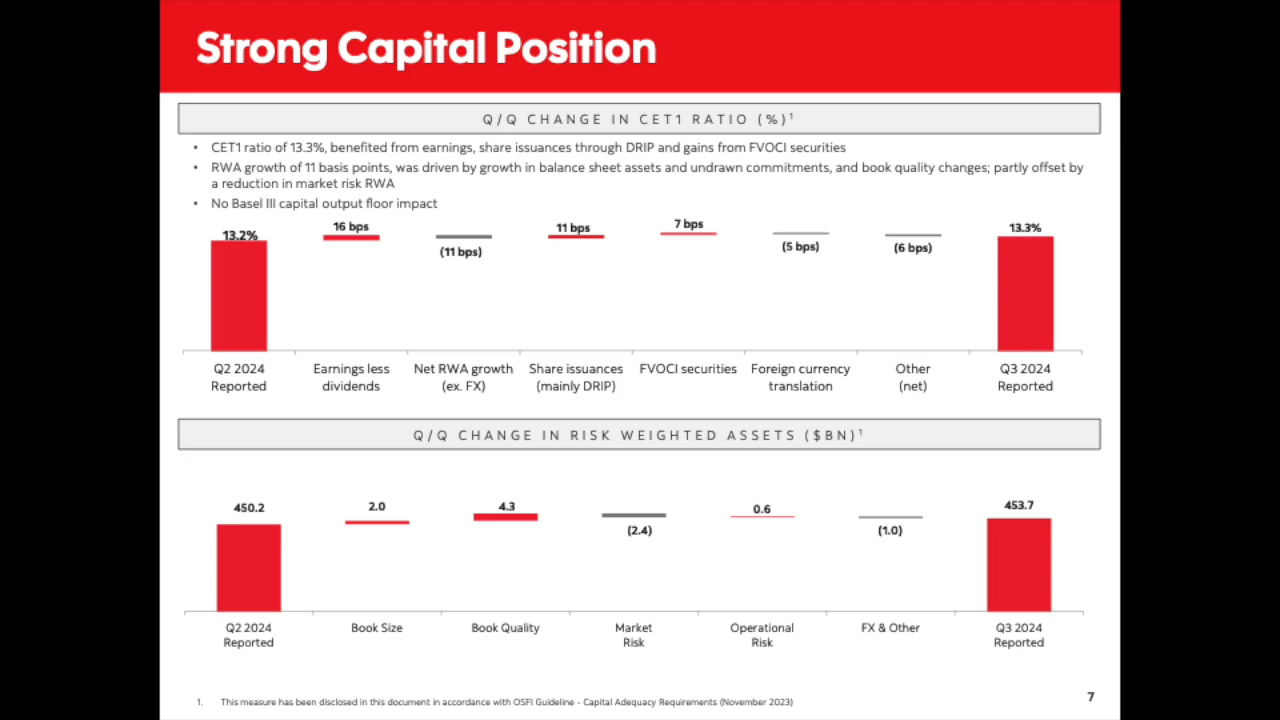 Strong Capital Position
Q/Q CHANGE IN CET1 RATIO (%)¹
• CET1 ratio of 13.3%, benefited from earnings, share issuances through DRIP and gains from FVOCI securities
• RWA growth of 11 basis points, was driven by growth in balance sheet assets and undrawn commitments, and book quality changes; partly offset by
a reduction in market risk RWA
• No Basel III capital output floor impact
13.2% 16 bps (11 bps) 11 bps 7 bps (5 bps) (6 bps) 13.3%
Q2 2024 Earnings less Net RWA growth Share issuances FVOCI securities Foreign currency Other Q3 2024
Reported dividends (ex. FX) (mainly DRIP) translation (net) Reported
Q/Q CHANGE IN RISK WEIGHTED ASSETS ($BN)¹
450.2 2.0 4.3 (2.4) 0.6 (1.0) 453.7
Q2 2024 Book Size Book Quality Market Operational FX & Other Q3 2024
Reported Risk Risk Reported
1. This measure has been disclosed in this document in accordance with OSFI Guideline - Capital Adequacy Requirements (November 2023)
7